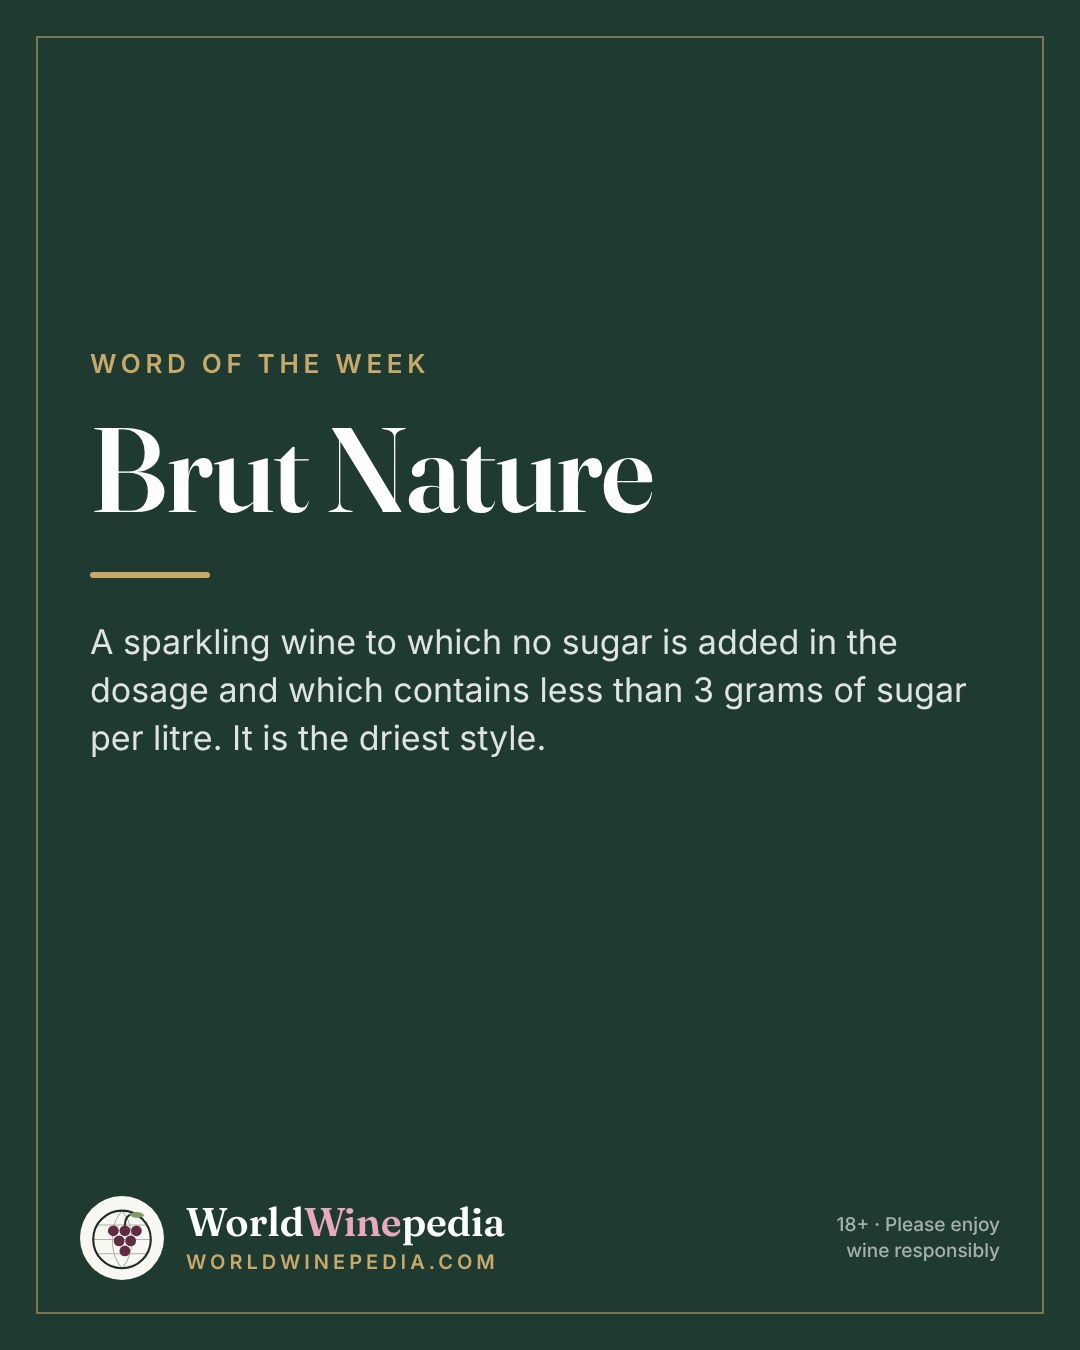 WORD OF THE WEEK
Brut Nature
A sparkling wine to which no sugar is added in the
dosage and which contains less than 3 grams of sugar
per litre. It is the driest style.
WorldWinepedia
WORLDWINEPEDIA.COM
18+ · Please enjoy
wine responsibly